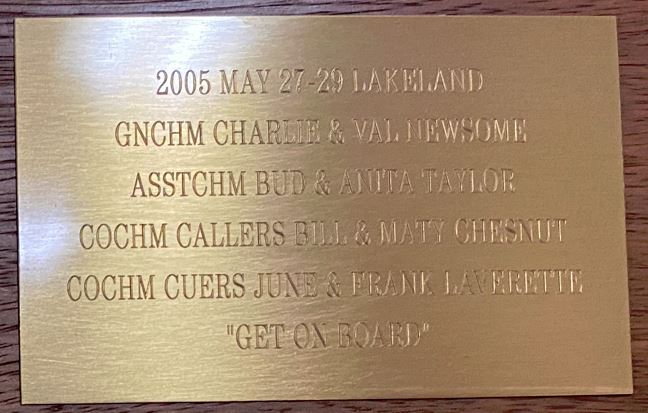 2005 MAY 27-29 LAKELAND
GNCHM CHARLIE & VAL NEWSOME
ASSTCHM BUD & ANITA TAYLOR
COCHM CALLERS BILL & MATY CHESNUT
COCHM CUERS JUNE & FRANK LAVERETTE
"GET ON BOARD"